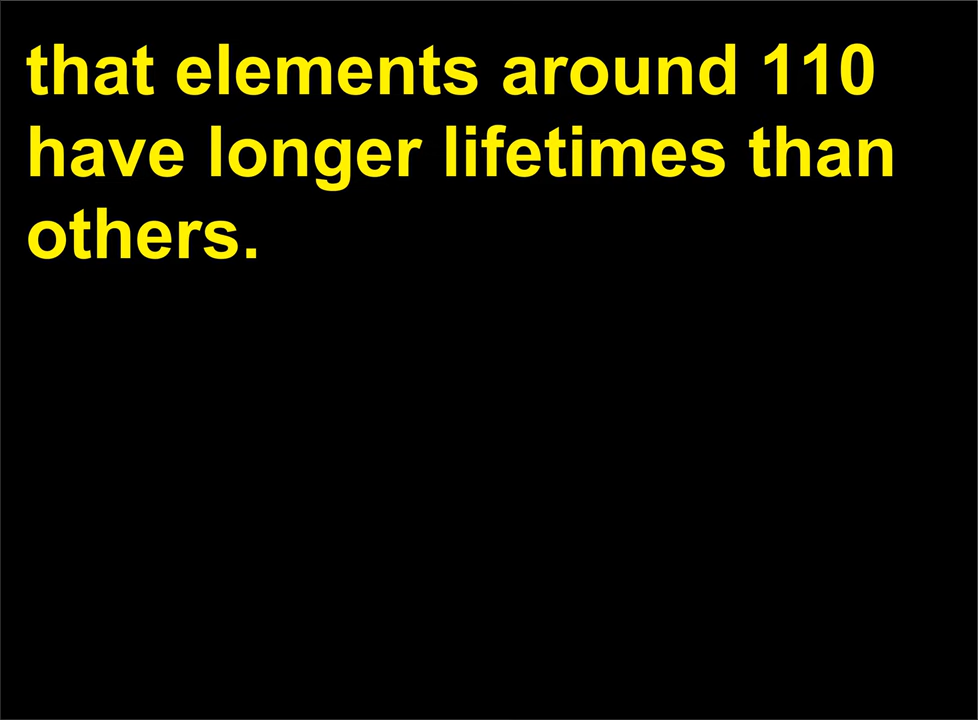 that elements around 110
have longer lifetimes than
others.